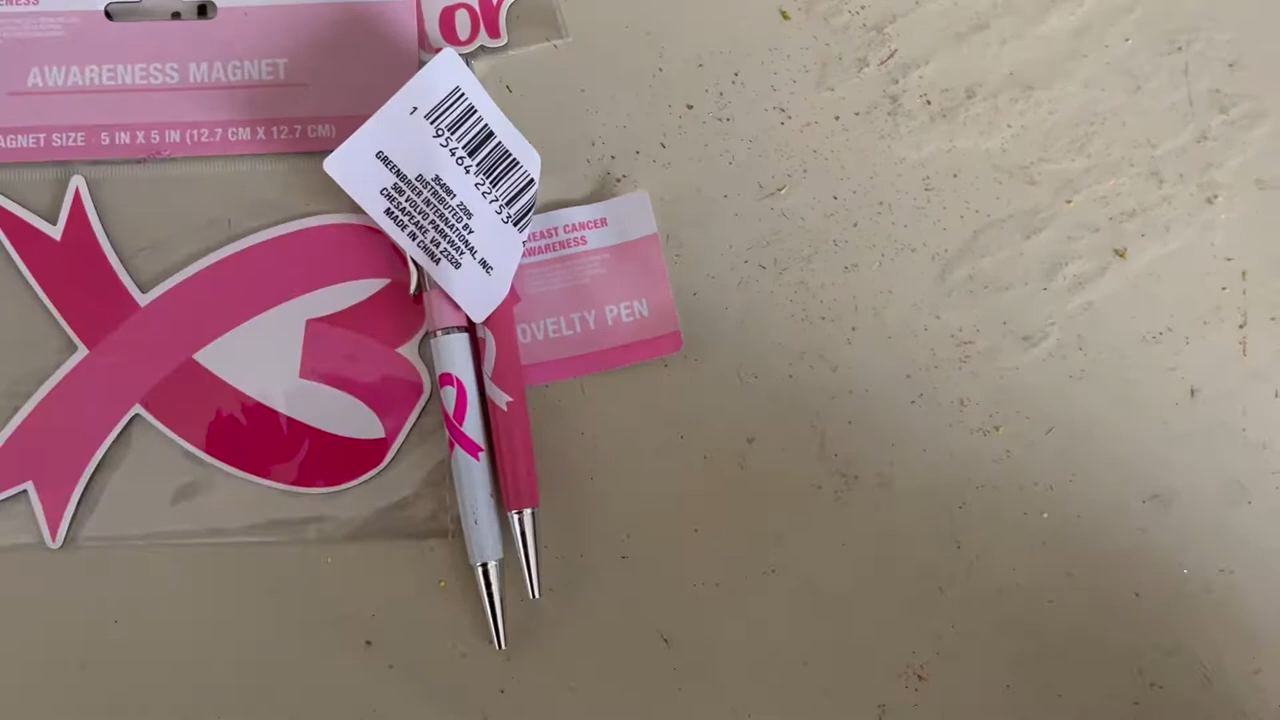 ENESS
AWARENESS MAGNET
AGNET SIZE · 5 IN X 5 IN (12.7 CM X 12.7 CM)
or
1 95464 22753
354981 2205
DISTRIBUTED BY
GREENBRIER INTERNATIONAL, INC.
500 VOLVO PARKWAY
CHESAPEAKE, VA 23320
MADE IN CHINA
EAST CANCER
AWARENESS
OVELTY PEN